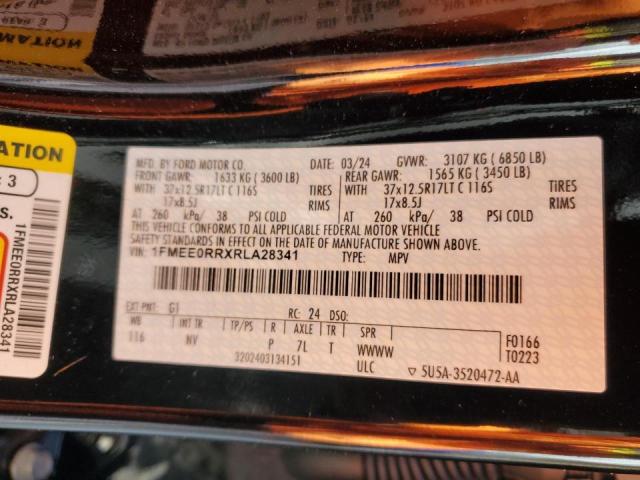 ATION
: 3
s.
1FMEE0RRXRLA28341
MFD. BY FORD MOTOR CO.
DATE: 03/24 GVWR: 3107 KG ( 6850 LB)
FRONT GAWR: 1633 KG ( 3600 LB) REAR GAWR: 1565 KG ( 3450 LB)
WITH 37x12.5R17LT C 116S TIRES WITH 37x12.5R17LT C 116S TIRES
17x8.5J RIMS 17x8.5J RIMS
AT 260 kPa/ 38 PSI COLD AT 260 kPa/ 38 PSI COLD
THIS VEHICLE CONFORMS TO ALL APPLICABLE FEDERAL MOTOR VEHICLE
SAFETY STANDARDS IN EFFECT ON THE DATE OF MANUFACTURE SHOWN ABOVE.
VIN: 1FMEE0RRXRLA28341 TYPE: MPV
EXT PNT: G1 RC: 24 DSO:
WB INT TR TP/PS R AXLE TR SPR
116 NV P 7L T WWWW
F0166
T0223
3202403134151 ULC ▽ 5U5A-3520472-AA